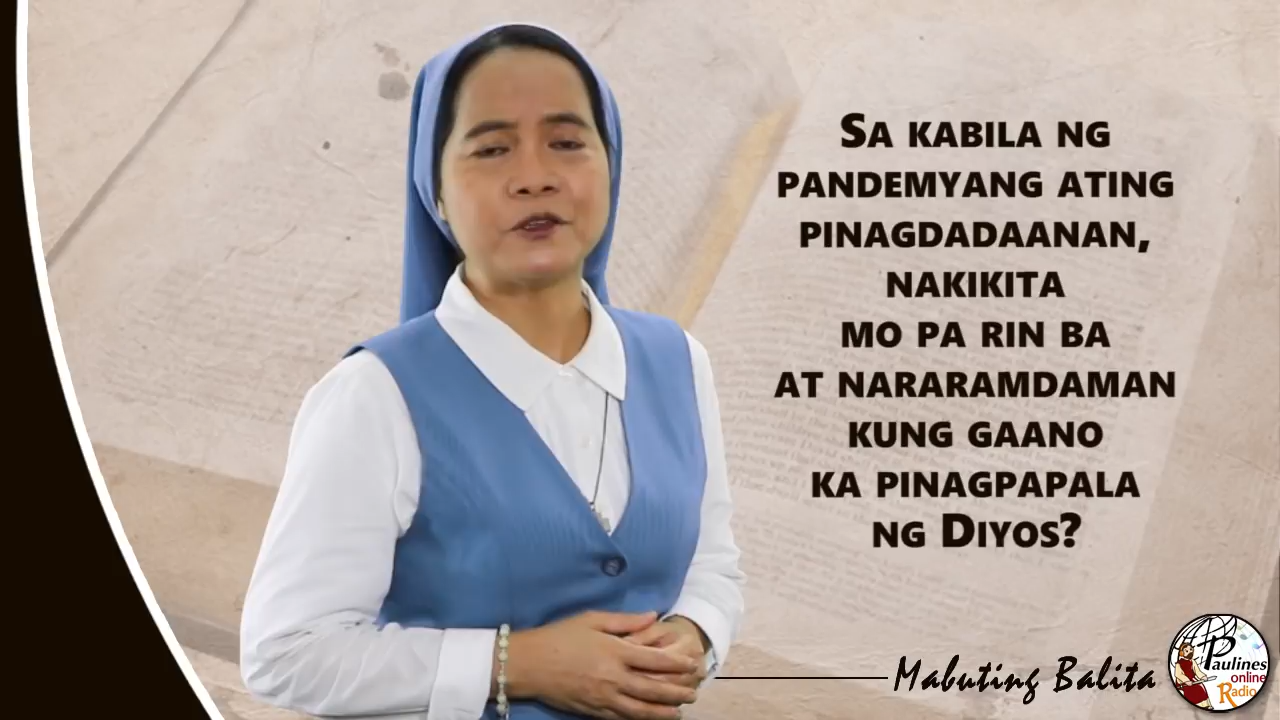 Sa kabila ng
pandemyang ating
pinagdadaanan,
nakikita
mo pa rin ba
at nararamdaman
kung gaano
ka pinagpapala
ng Diyos?
Mabuting Balita
Paulines
online
Radio